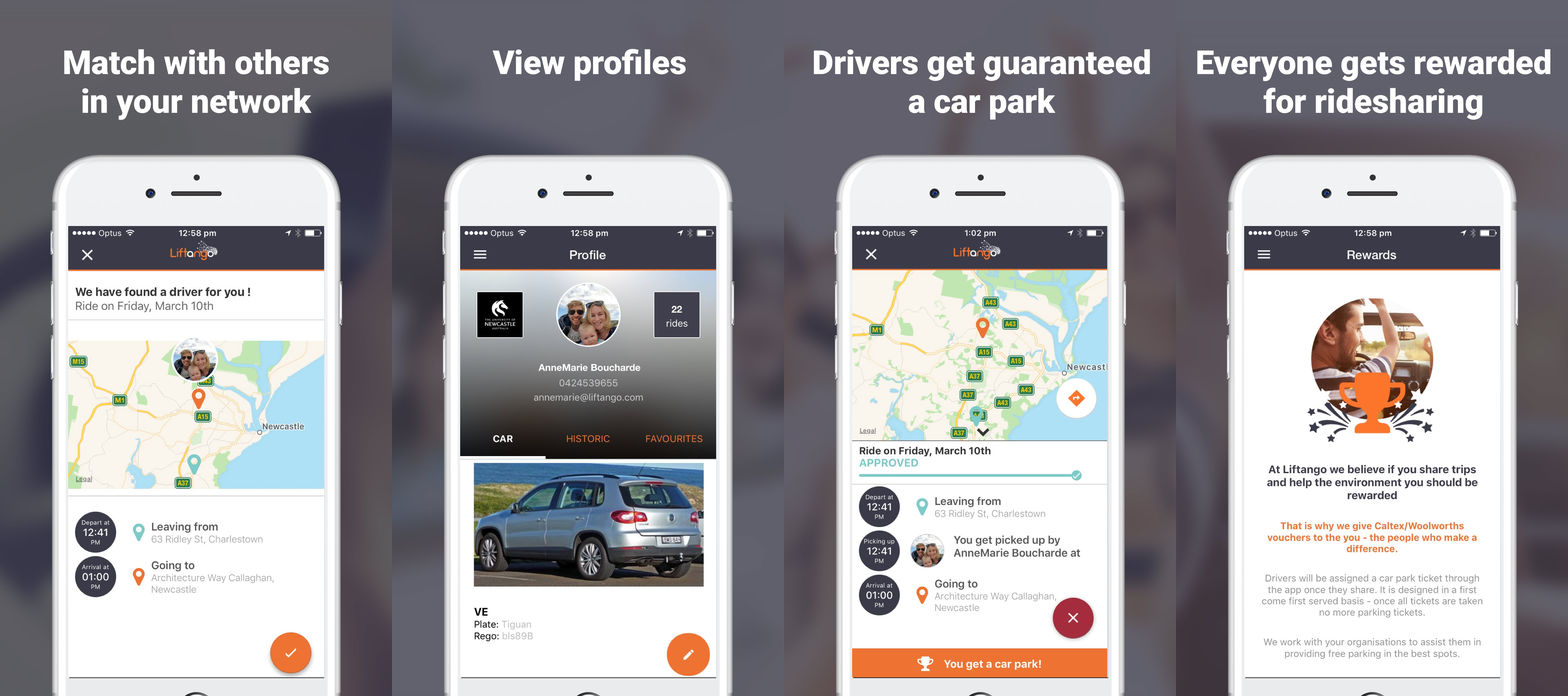 Match with others
in your network
Optus
12:58 pm
Liftango
We have found a driver for you !
Ride on Friday, March 10th
M15
M1
A15
Newcastle
A37
Legal
Depart at
12:41
PM
Leaving from
63 Ridley St, Charlestown
Arrival at
01:00
PM
Going to
Architecture Way Callaghan,
Newcastle
View profiles
Optus
12:58 pm
Profile
THE UNIVERSITY OF
NEWCASTLE
AUSTRALIA
22
rides
AnneMarie Boucharde
0424539655
annemarie@liftango.com
CAR
HISTORIC
FAVOURITES
VE
Plate: Tiguan
Rego: bls89B
Drivers get guaranteed
a car park
Optus
1:02 pm
Liftango
A43
M1
A43
A15
A15
Newcastl
A37
A43
A37
A43
A37
Legal
Ride on Friday, March 10th
APPROVED
Depart at
12:41
PM
Leaving from
63 Ridley St, Charlestown
Picking up
12:41
PM
You get picked up by
AnneMarie Boucharde at
Arrival at
01:00
PM
Going to
Architecture Way Callaghan,
Newcastle
You get a car park!
Everyone gets rewarded
for ridesharing
Optus
12:58 pm
Rewards
At Liftango we believe if you share trips
and help the environment you should be
rewarded
That is why we give Caltex/Woolworths
vouchers to the you - the people who make a
difference.
Drivers will be assigned a car park ticket through
the app once they share. It is designed in a first
come first served basis - once all tickets are taken
no more parking tickets.
We work with your organisations to assist them in
providing free parking in the best spots.